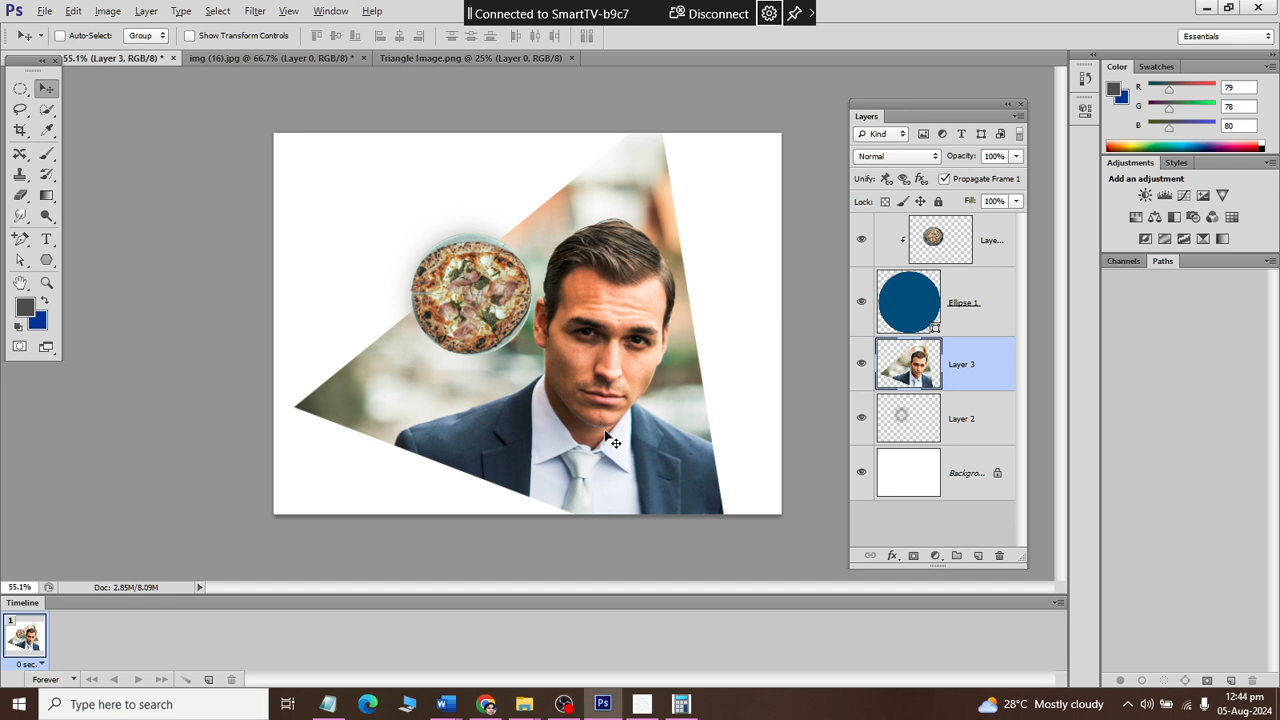 Ps File Edit Image Layer Type Select Filter View Window Help
Connected to SmartTV-b9c7 Disconnect
Auto-Select: Group Show Transform Controls Essentials
55.1% (Layer 3, RGB/8) * × img (16).jpg @ 66.7% (Layer 0, RGB/8) * × Triangle Image.png @ 25% (Layer 0, RGB/8) ×
Color Swatches
R 79
G 78
B 80
Adjustments Styles
Add an adjustment
Channels Paths
Layers
Kind
Normal Opacity: 100%
Unify: Propagate Frame 1
Lock: Fill: 100%
Laye...
Ellipse 1
Layer 3
Layer 2
Backgro...
fx
55.1% Doc: 2.85M/8.09M
Timeline
1
0 sec.
Forever
Type here to search
28°C Mostly cloudy
12:44 pm
05-Aug-2024